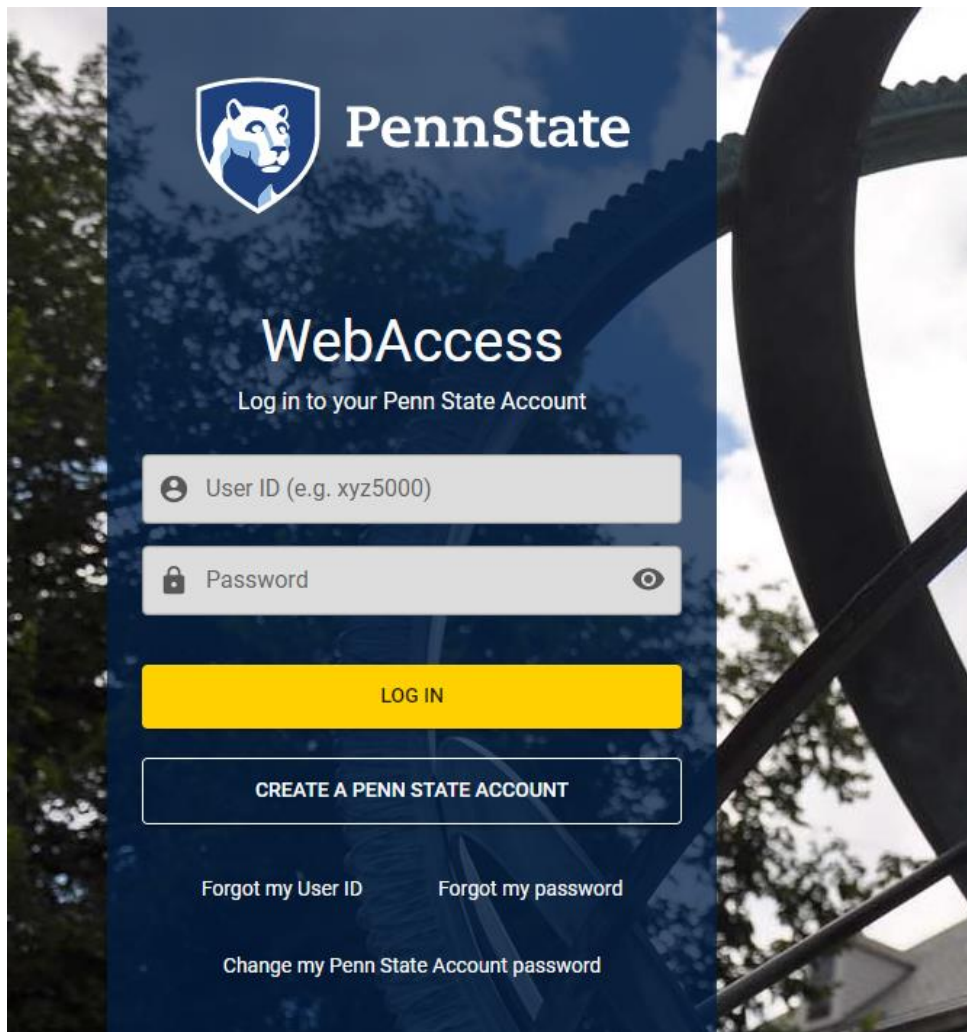 PennState
WebAccess
Log in to your Penn State Account
User ID (e.g. xyz5000)
Password
LOG IN
CREATE A PENN STATE ACCOUNT
Forgot my User ID Forgot my password
Change my Penn State Account password